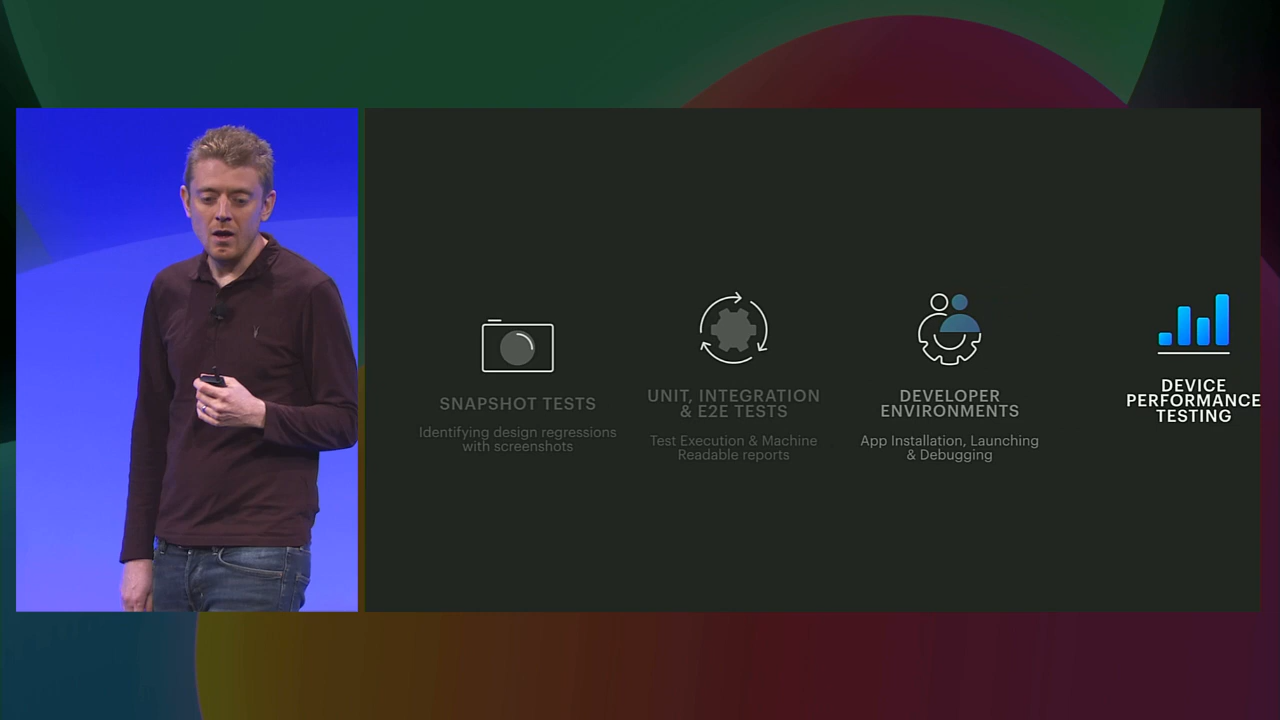 SNAPSHOT TESTS
Identifying design regressions
with screenshots
UNIT, INTEGRATION
& E2E TESTS
Test Execution & Machine
Readable reports
DEVELOPER
ENVIRONMENTS
App Installation, Launching
& Debugging
DEVICE
PERFORMANCE
TESTING